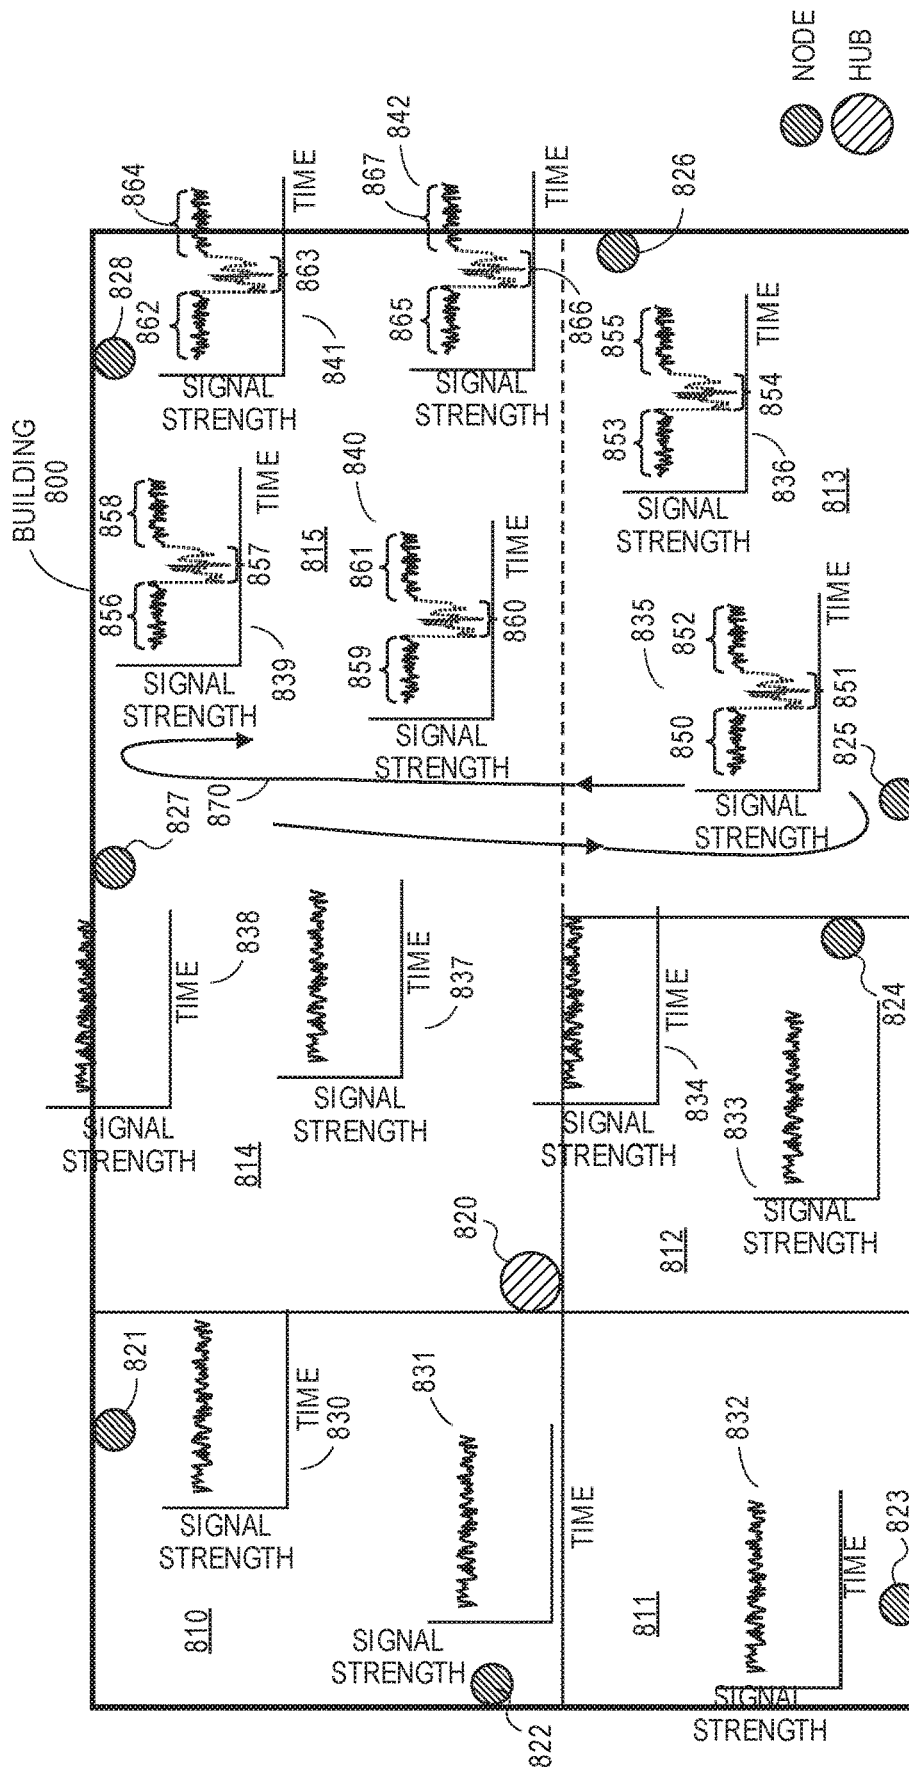 BUILDING
800
NODE
HUB
828
862
864
863
TIME
841
SIGNAL
STRENGTH
842
865
867
866
TIME
SIGNAL
STRENGTH
826
856
858
857
TIME
839
SIGNAL
STRENGTH
815
840
859
861
860
TIME
SIGNAL
STRENGTH
853
855
854
TIME
836
SIGNAL
STRENGTH
813
835
850
852
851
TIME
SIGNAL
STRENGTH
825
827
870
838
TIME
SIGNAL
STRENGTH
837
TIME
SIGNAL
STRENGTH
814
834
TIME
SIGNAL
STRENGTH
824
833
SIGNAL
STRENGTH
812
820
821
830
TIME
SIGNAL
STRENGTH
810
831
TIME
SIGNAL
STRENGTH
822
811
832
TIME
SIGNAL
STRENGTH
823